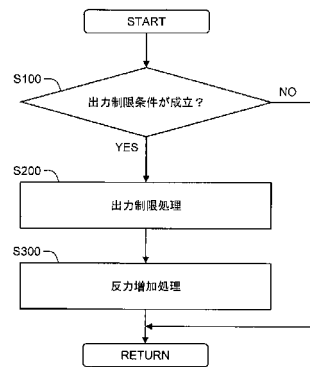 START
S100
出力制限条件が成立？
NO
YES
S200
出力制限処理
S300
反力増加処理
RETURN